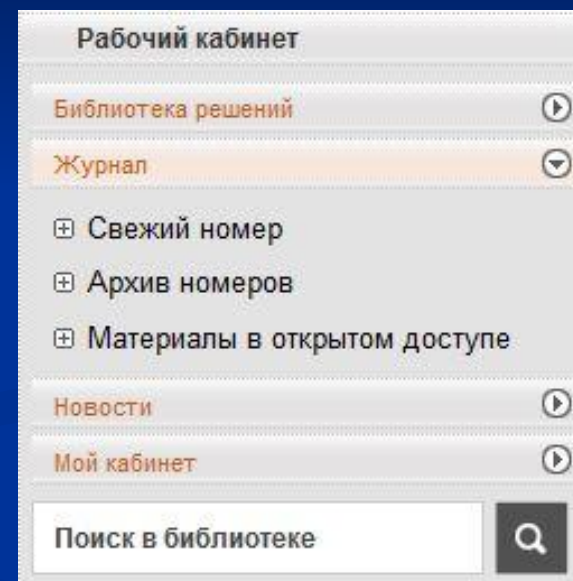 Рабочий кабинет
Библиотека решений
Журнал
Свежий номер
Архив номеров
Материалы в открытом доступе
Новости
Мой кабинет
Поиск в библиотеке